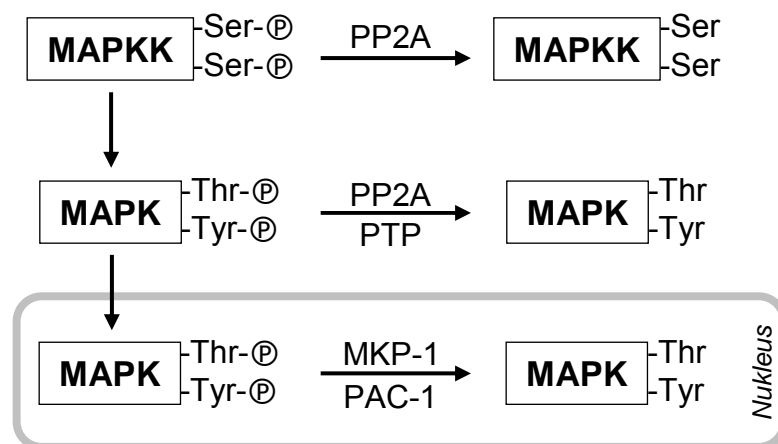 MAPKK -Ser-℗ PP2A MAPKK -Ser
-Ser-℗ -Ser
MAPK -Thr-℗ PP2A MAPK -Thr
-Tyr-℗ PTP -Tyr
MAPK -Thr-℗ MKP-1 MAPK -Thr
-Tyr-℗ PAC-1 -Tyr
Nukleus